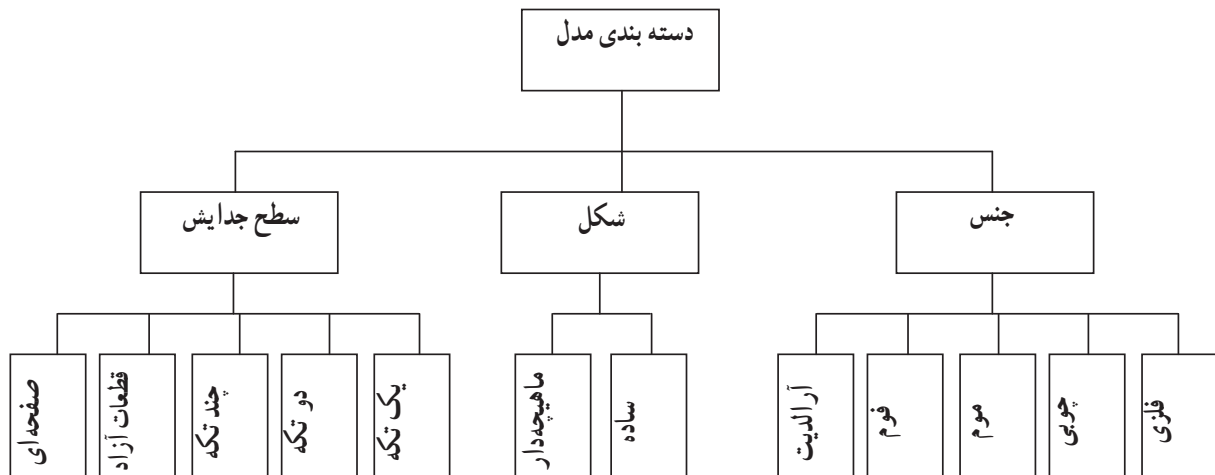 دسته بندی مدل
جنس
شکل
سطح جدایش
فلزی
چوبی
موم
فوم
آرالدیت
ساده
ماهیچه‌دار
یک تکه
دو تکه
چند تکه
قطعات آزاد
صفحه‌ای